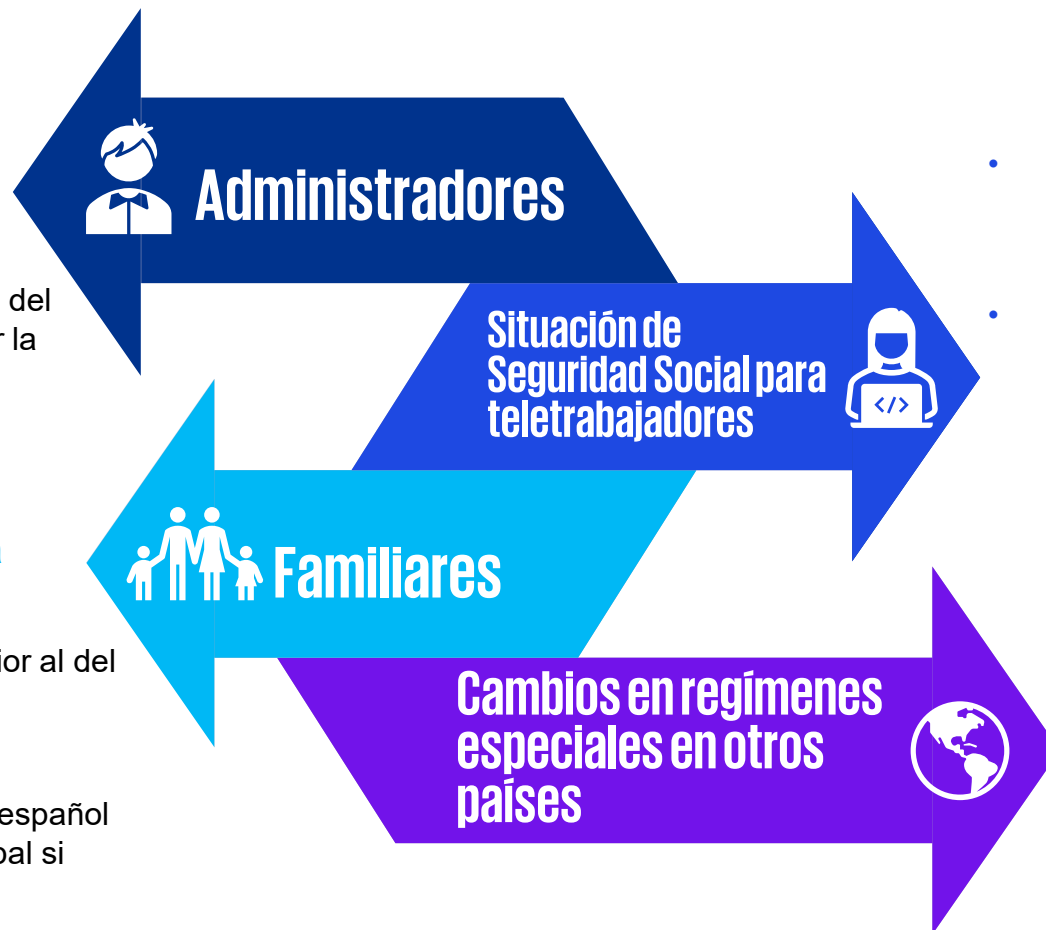 Administradores
del
r la
Situación de
Seguridad Social para
teletrabajadores
</>
Familiares
ior al del
Cambios en regímenes
especiales en otros
países
español
pal si